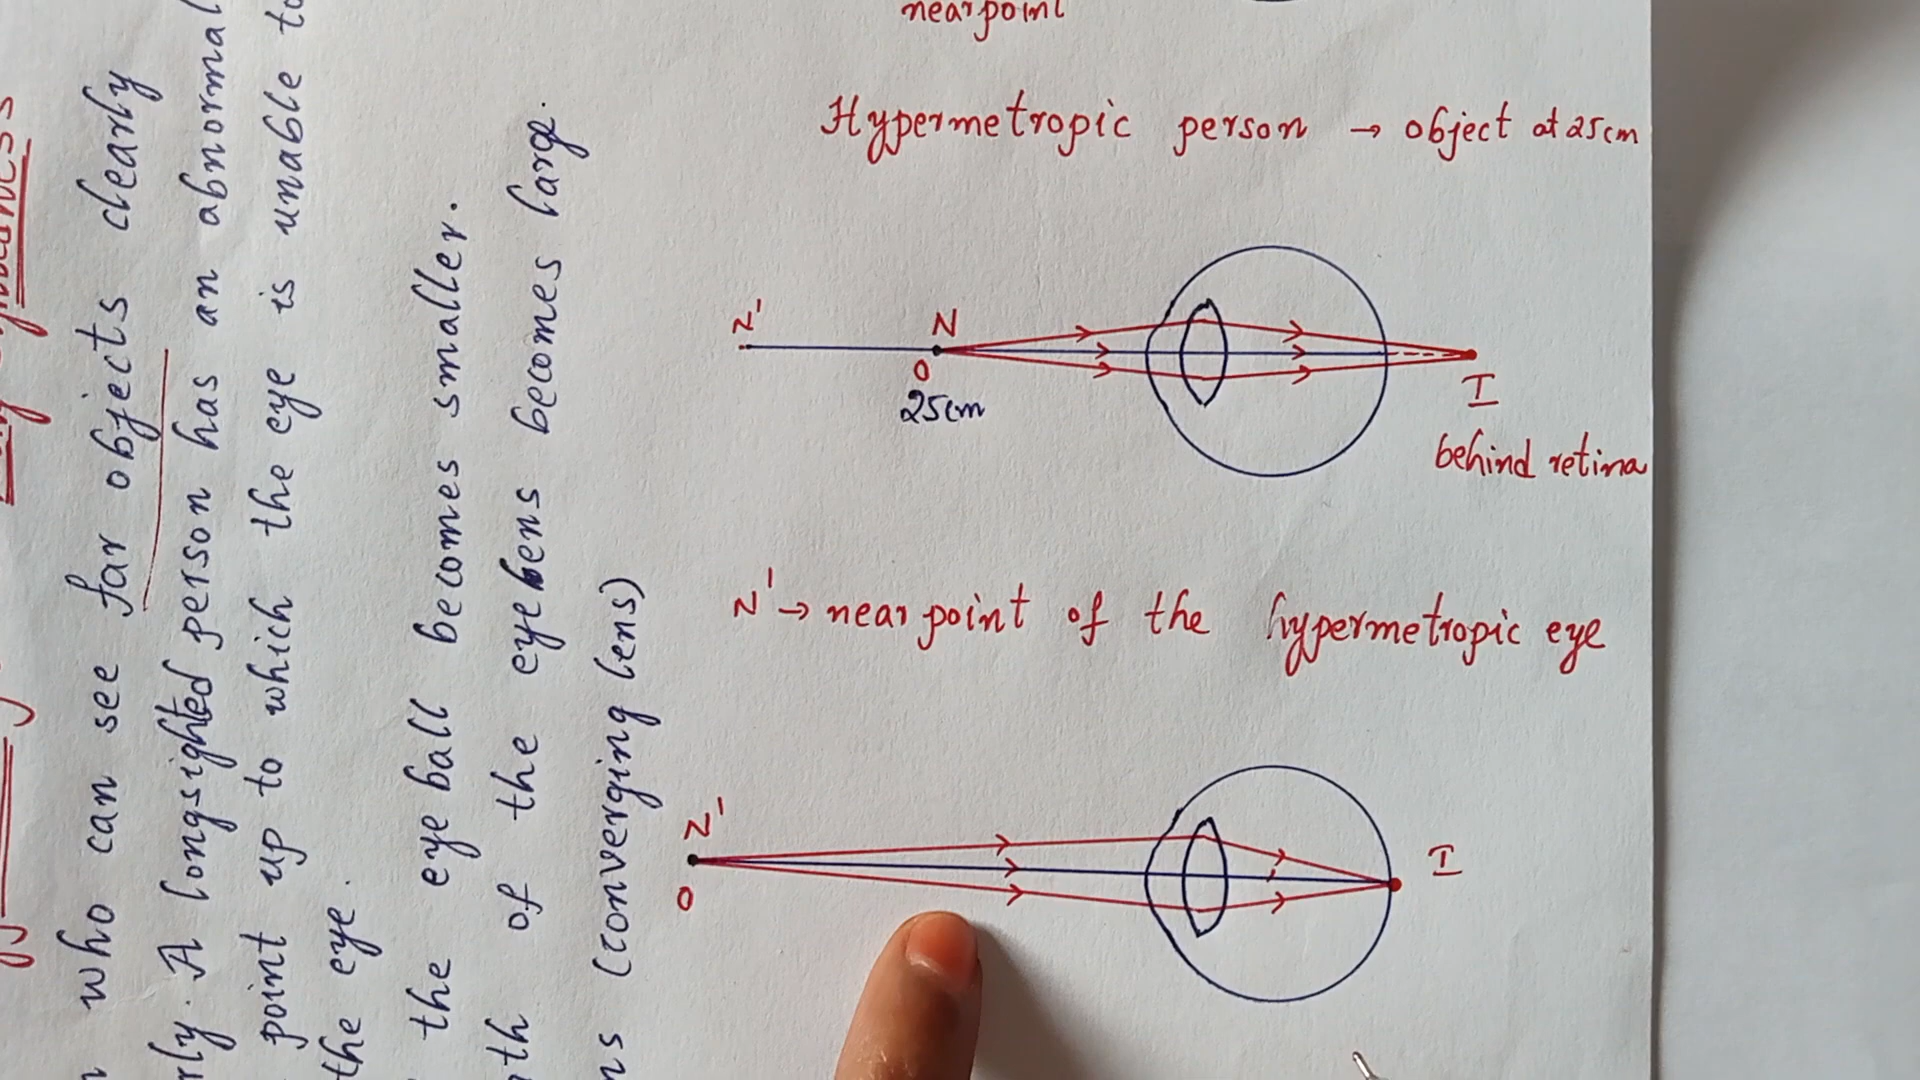 near point
Hypermetropic person → object at 25cm
N'
N
O
25cm
I
behind retina
N' → near point of the hypermetropic eye
N'
O
I
who can see far objects clearly
A longsighted person has an abnormal
point up to which the eye is unable to
the eye.
the eye ball becomes smaller.
of the eye lens becomes large.
(converging lens)